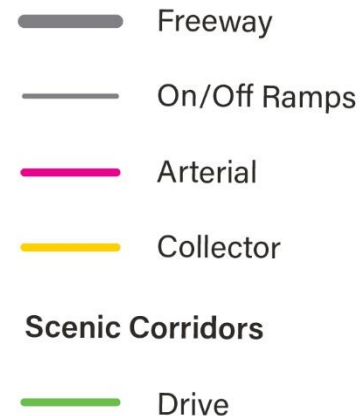 Freeway
On/Off Ramps
Arterial
Collector
Scenic Corridors
Drive